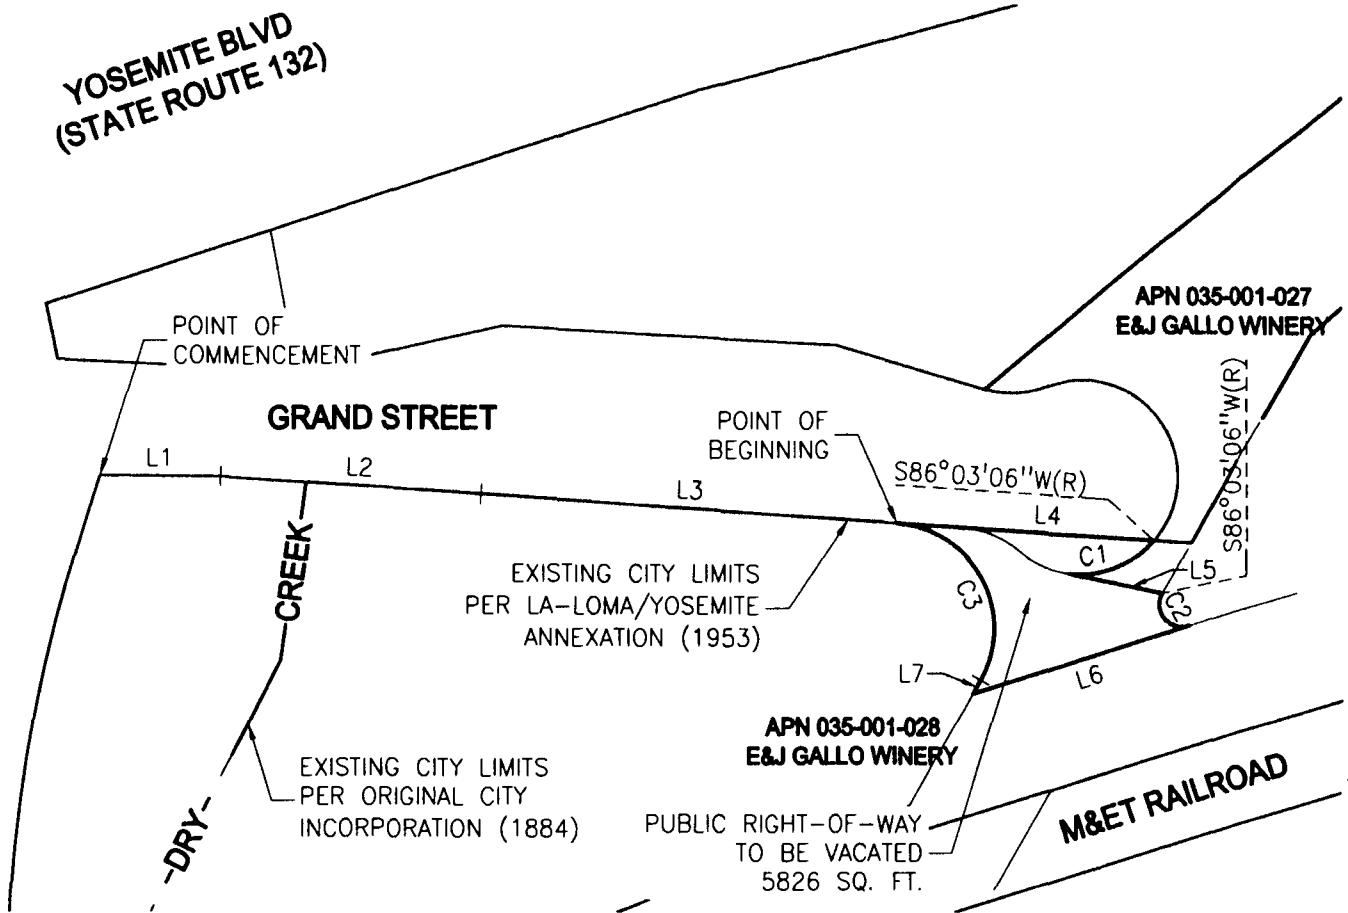 YOSEMITE BLVD
(STATE ROUTE 132)
APN 035-001-027
E&J GALLO WINERY
POINT OF
COMMENCEMENT
S86°03'06"W(R)
GRAND STREET
POINT OF
BEGINNING
S86°03'06"W(R)
L1
L2
L3
L4
C1
L5
C2
C3
CREEK
EXISTING CITY LIMITS
PER LA-LOMA/YOSEMITE
ANNEXATION (1953)
L7
L6
APN 035-001-028
E&J GALLO WINERY
EXISTING CITY LIMITS
PER ORIGINAL CITY
INCORPORATION (1884)
DRY
PUBLIC RIGHT-OF-WAY
TO BE VACATED
5826 SQ. FT.
M&ET RAILROAD